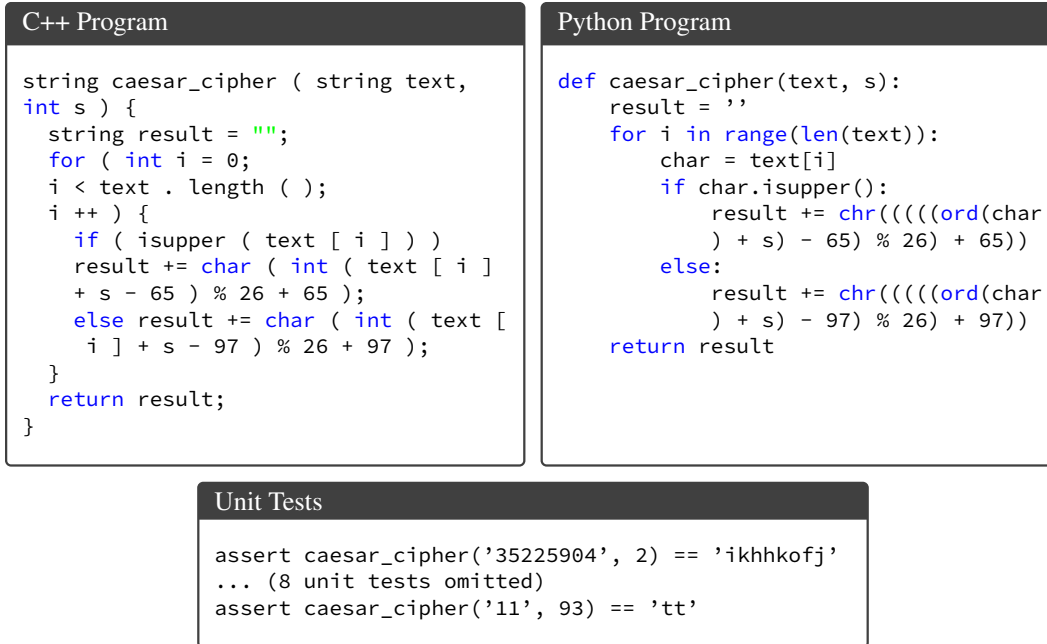 C++ Program
string caesar_cipher ( string text,
int s ) {
  string result = "";
  for ( int i = 0;
  i < text . length ( );
  i ++ ) {
    if ( isupper ( text [ i ] ) )
    result += char ( int ( text [ i ]
    + s - 65 ) % 26 + 65 );
    else result += char ( int ( text [
     i ] + s - 97 ) % 26 + 97 );
  }
  return result;
}
Python Program
def caesar_cipher(text, s):
    result = ’’
    for i in range(len(text)):
        char = text[i]
        if char.isupper():
            result += chr(((((ord(char
            ) + s) - 65) % 26) + 65))
        else:
            result += chr(((((ord(char
            ) + s) - 97) % 26) + 97))
    return result
Unit Tests
assert caesar_cipher(’35225904’, 2) == ’ikhhkofj’
... (8 unit tests omitted)
assert caesar_cipher(’11’, 93) == ’tt’